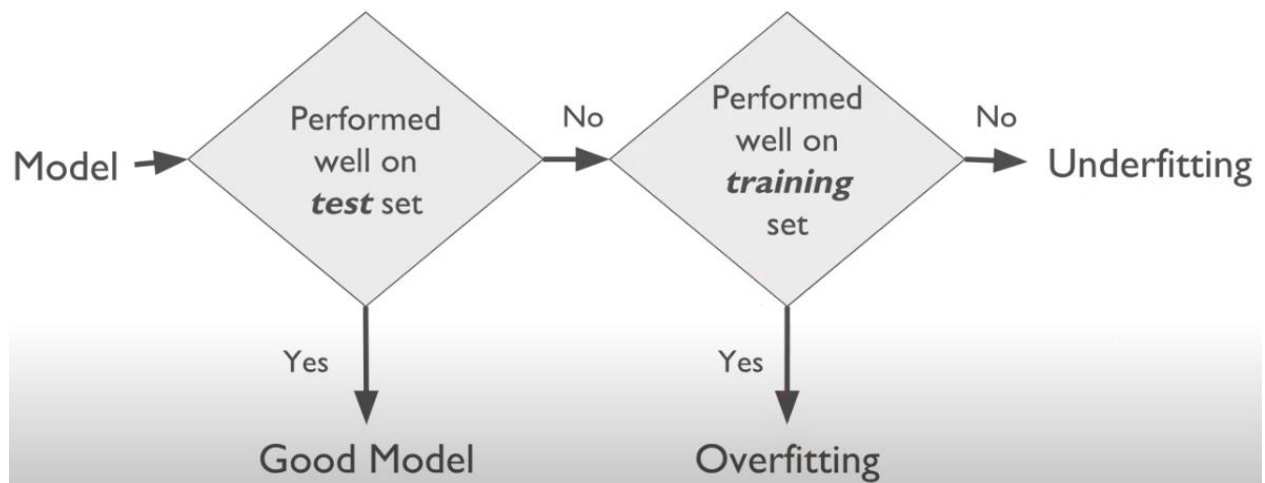 Model
Performed
well on
test set
No
Performed
well on
training
set
No
Underfitting
Yes
Good Model
Yes
Overfitting